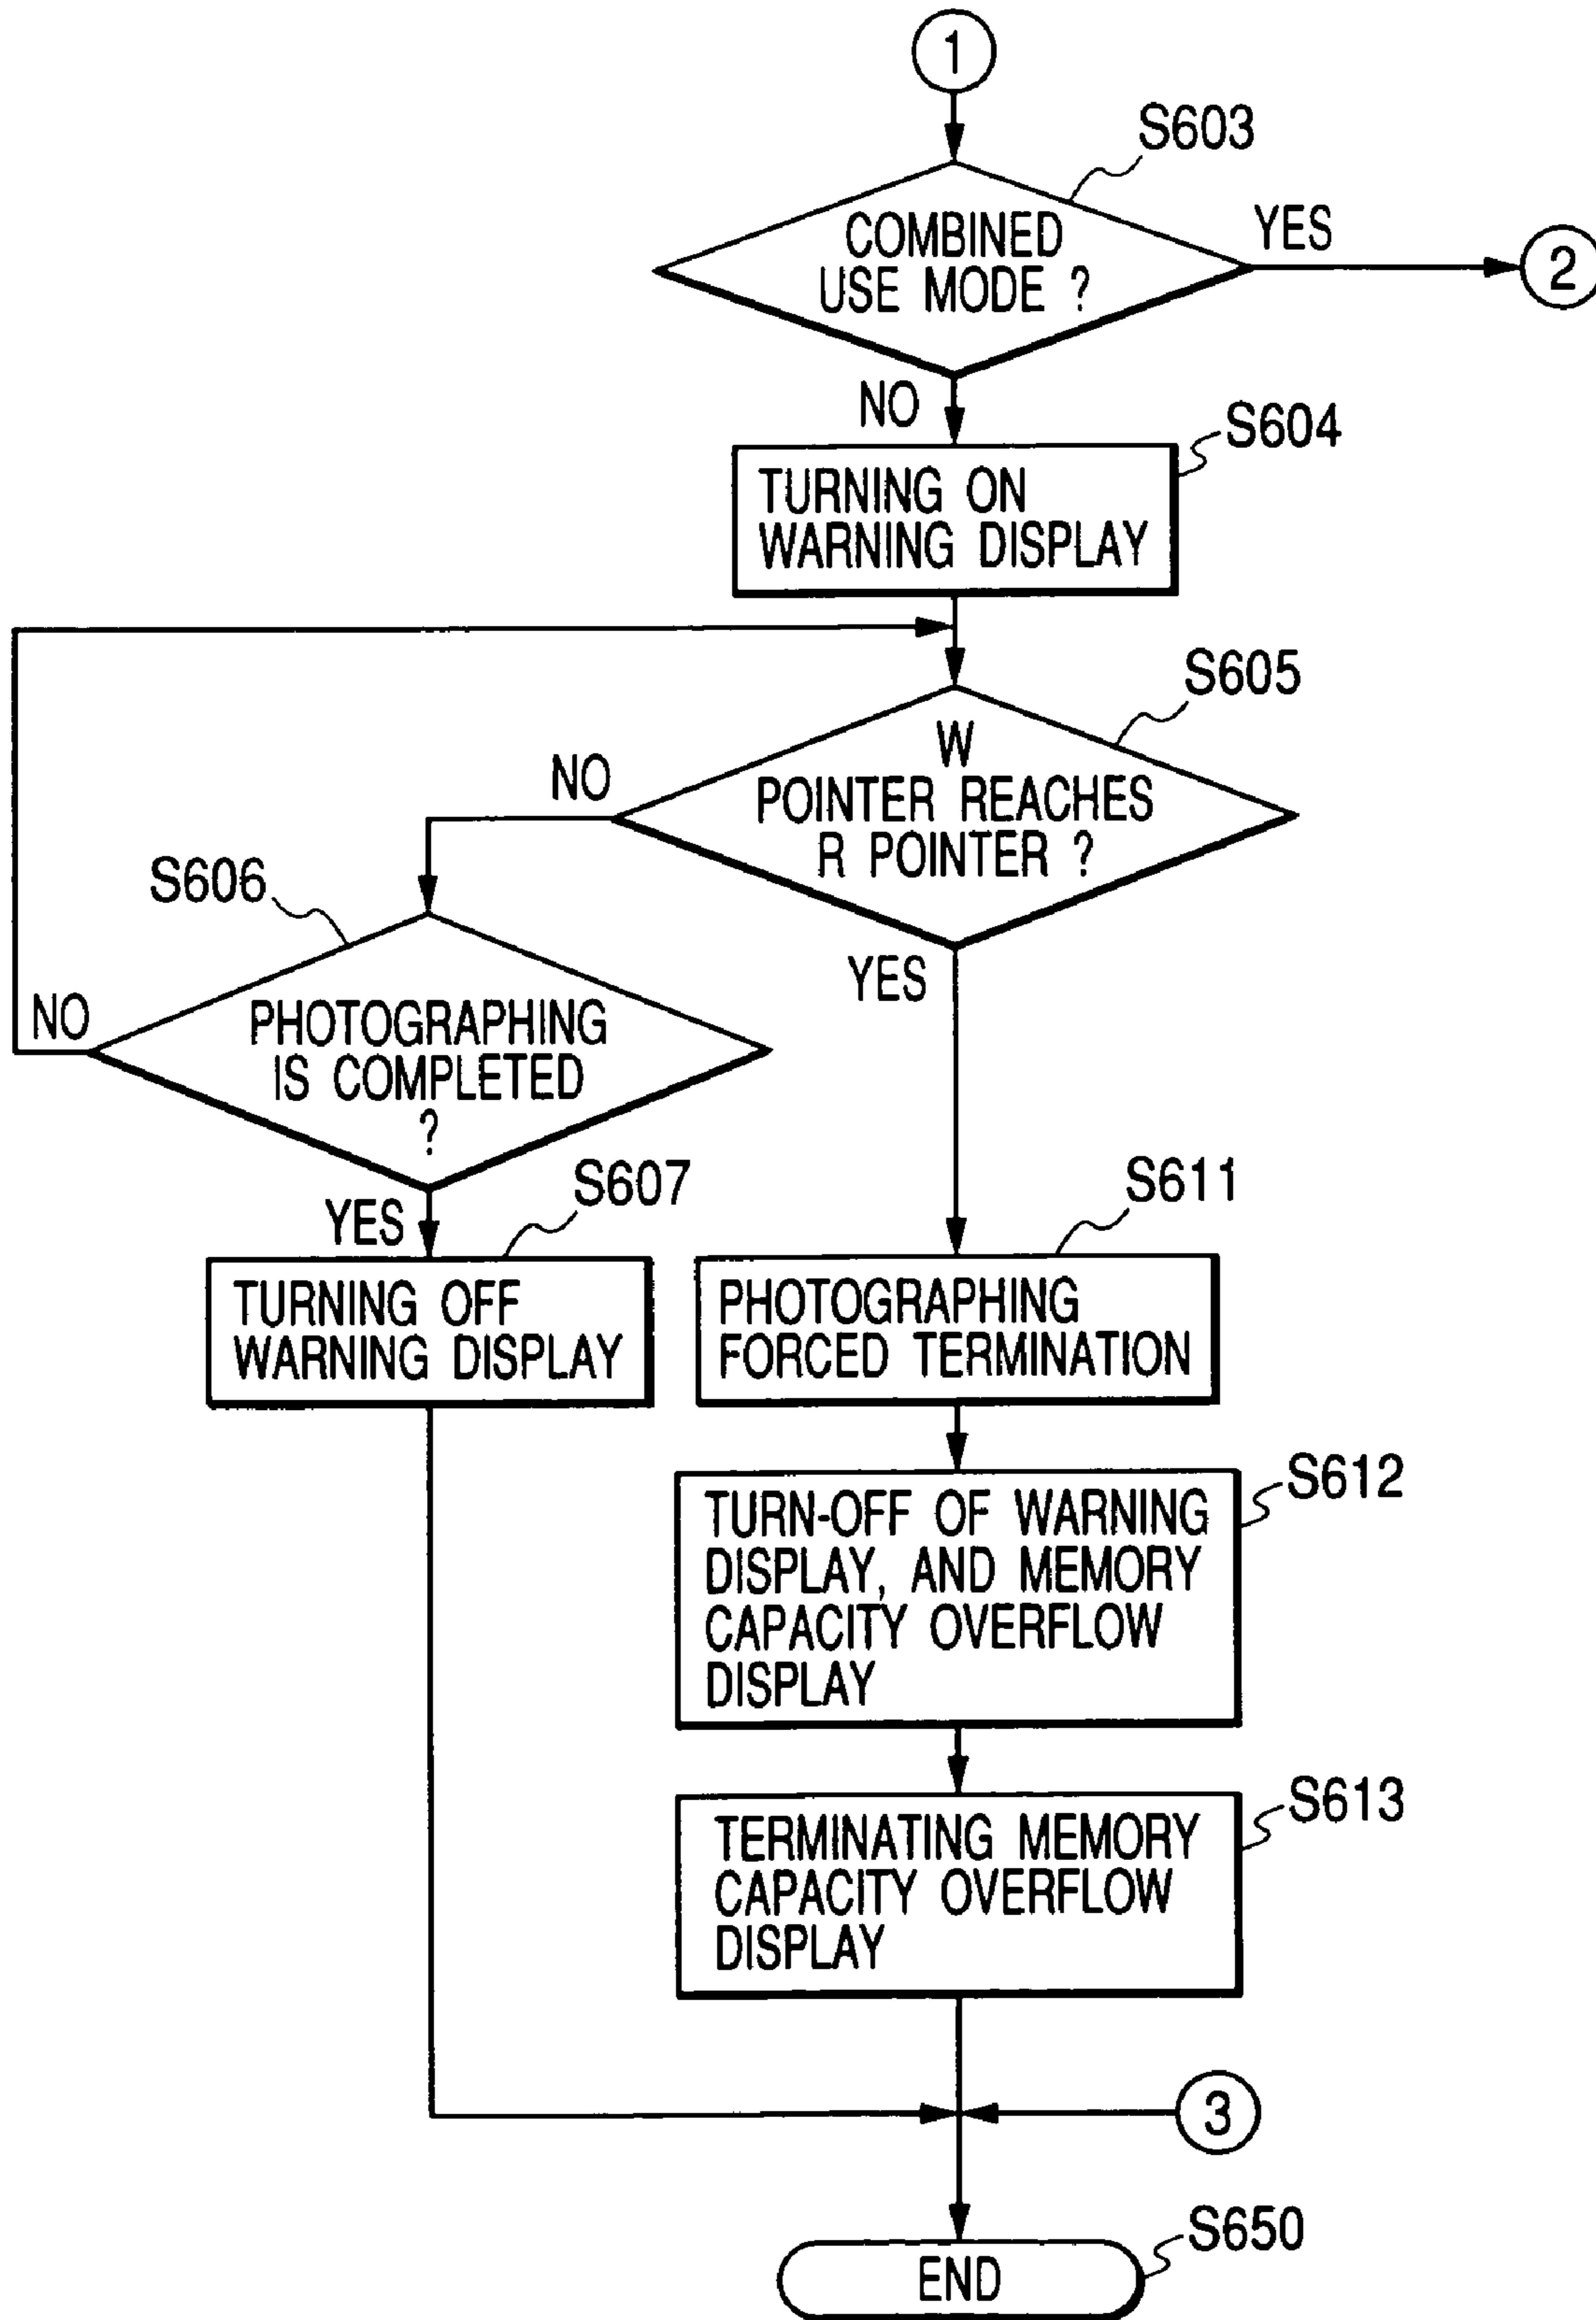 1
S603
COMBINED
USE MODE ?
YES
2
NO
S604
TURNING ON
WARNING DISPLAY
S605
W
POINTER REACHES
R POINTER ?
NO
S606
YES
NO
PHOTOGRAPHING
IS COMPLETED
?
S607
S611
YES
TURNING OFF
WARNING DISPLAY
PHOTOGRAPHING
FORCED TERMINATION
S612
TURN-OFF OF WARNING
DISPLAY, AND MEMORY
CAPACITY OVERFLOW
DISPLAY
S613
TERMINATING MEMORY
CAPACITY OVERFLOW
DISPLAY
3
S650
END